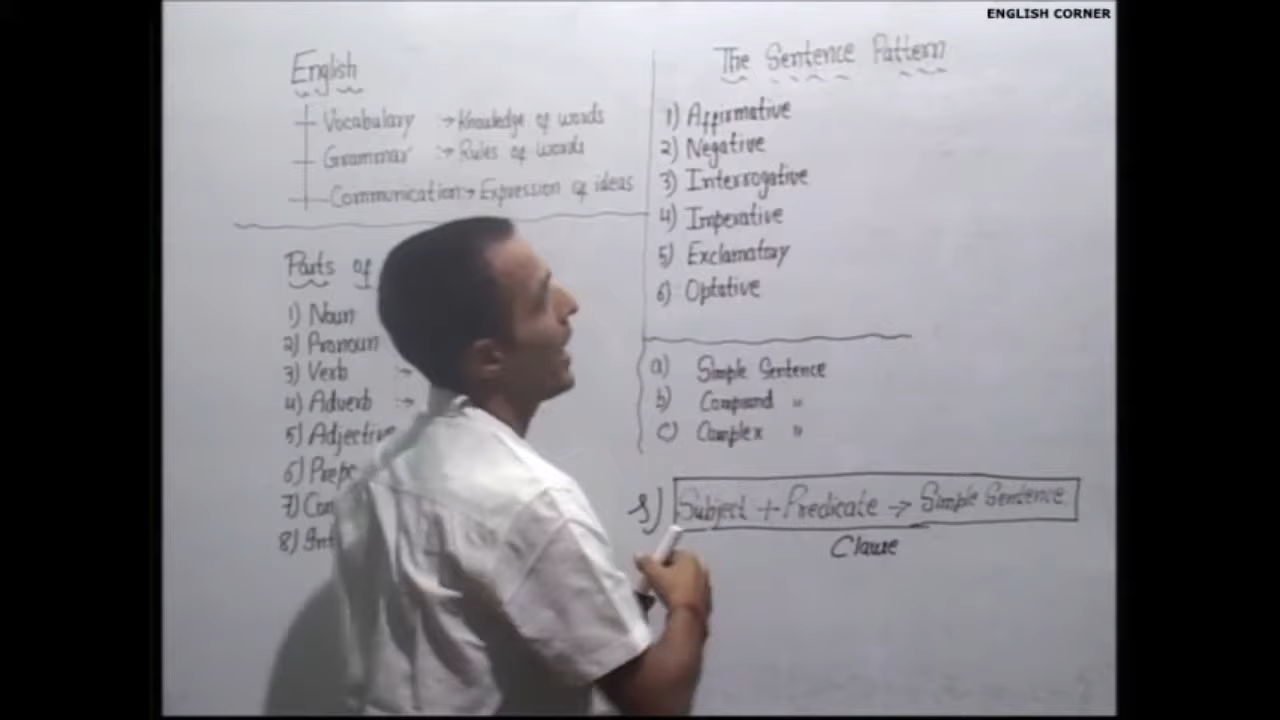 ENGLISH CORNER
English
Vocabulary → Knowledge of words
Grammar → Rules of words
Communication → Expression of ideas
Parts of
1) Noun
2) Pronoun
3) Verb →
4) Adverb →
5) Adjective
6) Prepo
7) Con
8) Int
The Sentence Pattern
1) Affirmative
2) Negative
3) Interrogative
4) Imperative
5) Exclamatory
6) Optative
a) Simple Sentence
b) Compound "
c) Complex "
Subject + Predicate → Simple Sentence
Clause